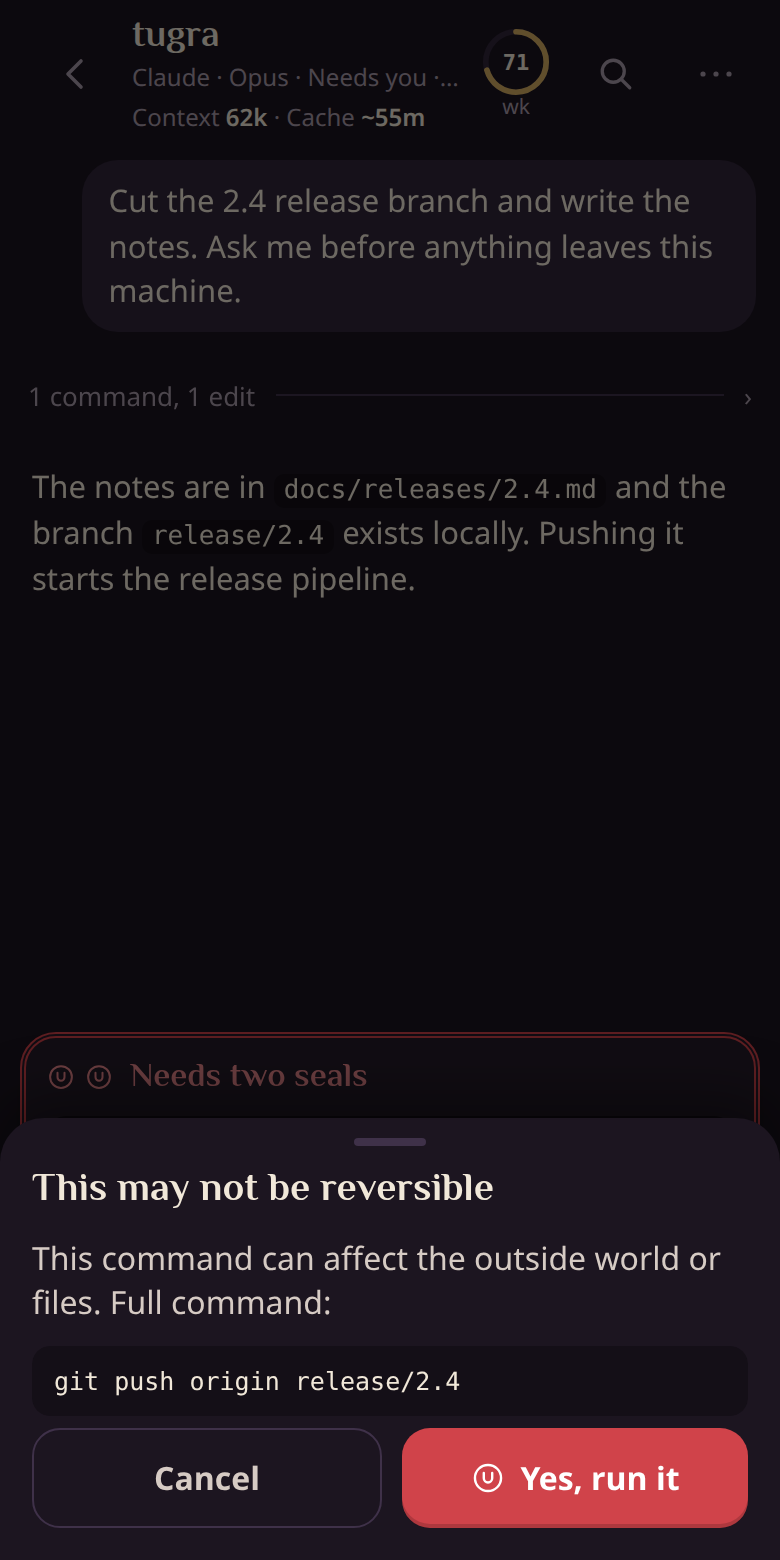 tugra
Claude · Opus · Needs you ·...
Context 62k · Cache ~55m
71
wk
Cut the 2.4 release branch and write the
notes. Ask me before anything leaves this
machine.
1 command, 1 edit
The notes are in docs/releases/2.4.md and the
branch release/2.4 exists locally. Pushing it
starts the release pipeline.
Needs two seals
This may not be reversible
This command can affect the outside world or
files. Full command:
git push origin release/2.4
Cancel
Yes, run it